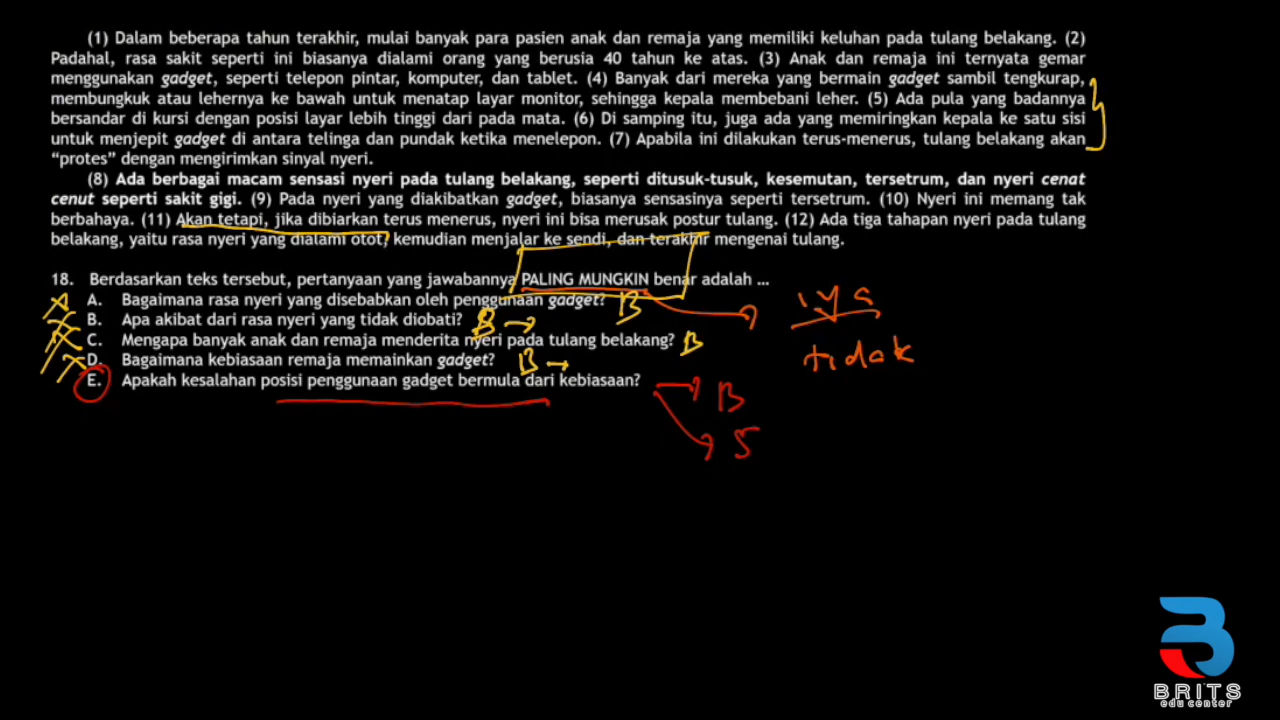 (1) Dalam beberapa tahun terakhir, mulai banyak para pasien anak dan remaja yang memiliki keluhan pada tulang belakang. (2)
Padahal, rasa sakit seperti ini biasanya dialami orang yang berusia 40 tahun ke atas. (3) Anak dan remaja ini ternyata gemar
menggunakan gadget, seperti telepon pintar, komputer, dan tablet. (4) Banyak dari mereka yang bermain gadget sambil tengkurap,
membungkuk atau lehernya ke bawah untuk menatap layar monitor, sehingga kepala membebani leher. (5) Ada pula yang badannya
bersandar di kursi dengan posisi layar lebih tinggi dari pada mata. (6) Di samping itu, juga ada yang memiringkan kepala ke satu sisi
untuk menjepit gadget di antara telinga dan pundak ketika menelepon. (7) Apabila ini dilakukan terus-menerus, tulang belakang akan
“protes” dengan mengirimkan sinyal nyeri.
(8) Ada berbagai macam sensasi nyeri pada tulang belakang, seperti ditusuk-tusuk, kesemutan, tersetrum, dan nyeri cenat
cenut seperti sakit gigi. (9) Pada nyeri yang diakibatkan gadget, biasanya sensasinya seperti tersetrum. (10) Nyeri ini memang tak
berbahaya. (11) Akan tetapi, jika dibiarkan terus menerus, nyeri ini bisa merusak postur tulang. (12) Ada tiga tahapan nyeri pada tulang
belakang, yaitu rasa nyeri yang dialami otot, kemudian menjalar ke sendi, dan terakhir mengenai tulang.
18. Berdasarkan teks tersebut, pertanyaan yang jawabannya PALING MUNGKIN benar adalah ...
A. Bagaimana rasa nyeri yang disebabkan oleh penggunaan gadget? B
iya
B. Apa akibat dari rasa nyeri yang tidak diobati? B
C. Mengapa banyak anak dan remaja menderita nyeri pada tulang belakang? B
tidak
D. Bagaimana kebiasaan remaja memainkan gadget? B
E. Apakah kesalahan posisi penggunaan gadget bermula dari kebiasaan?
B
S
BRITS
edu center